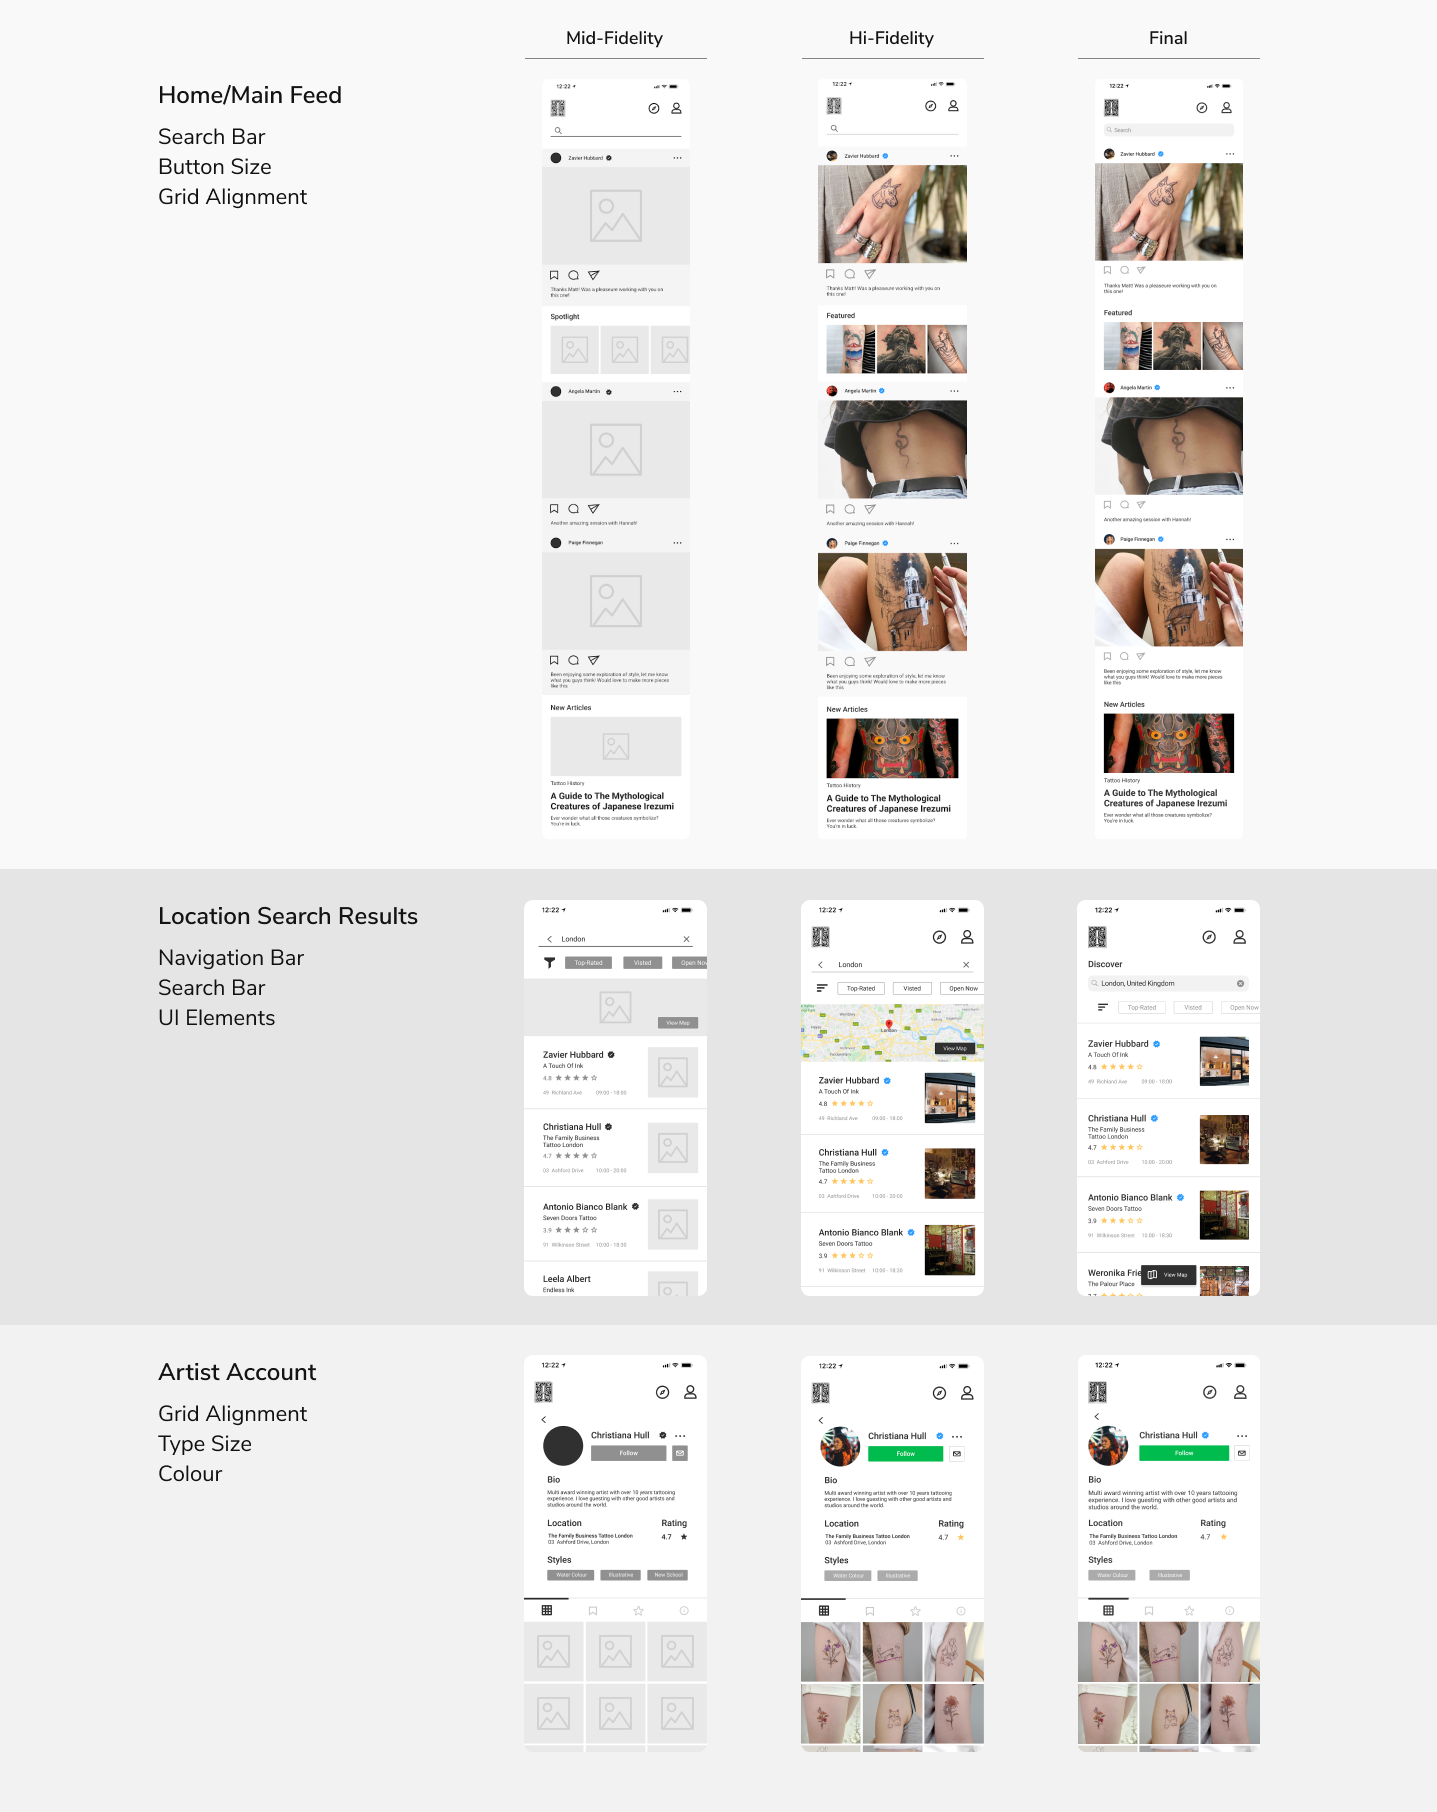 Mid-Fidelity
Hi-Fidelity
Final
Home/Main Feed
Search Bar
Button Size
Grid Alignment
12:22
Zavier Hubbard
Thanks Matt! Was a pleaseure working with you on
this one!
Spotlight
Angela Martin
Another amazing session with Hannah!
Paige Finnegan
Been enjoying some exploration of style, let me know
what you guys think! Would love to make more pieces
like this
New Articles
Tattoo History
A Guide to The Mythological
Creatures of Japanese Irezumi
Ever wonder what all those creatures symbolize?
You're in luck.
12:22
Zavier Hubbard
Thanks Matt! Was a pleaseure working with you on
this one!
Featured
Angela Martin
Another amazing session with Hannah!
Paige Finnegan
Been enjoying some exploration of style, let me know
what you guys think! Would love to make more pieces
like this
New Articles
Tattoo History
A Guide to The Mythological
Creatures of Japanese Irezumi
Ever wonder what all those creatures symbolize?
You're in luck.
12:22
Search
Zavier Hubbard
Thanks Matt! Was a pleaseure working with you on
this one!
Featured
Angela Martin
Another amazing session with Hannah!
Paige Finnegan
Been enjoying some exploration of style, let me know
what you guys think! Would love to make more pieces
like this
New Articles
Tattoo History
A Guide to The Mythological
Creatures of Japanese Irezumi
Ever wonder what all those creatures symbolize?
You're in luck.
Location Search Results
Navigation Bar
Search Bar
UI Elements
12:22
London
Top-Rated Visted Open Now
View Map
Zavier Hubbard
A Touch Of Ink
4.8
49 Richland Ave 09:00 - 18:00
Christiana Hull
The Family Business
Tattoo London
4.7
03 Ashford Drive 10:00 - 20:00
Antonio Bianco Blank
Seven Doors Tattoo
3.9
91 Wilkinson Street 10:00 - 18:30
Leela Albert
Endless Ink
12:22
London
Top-Rated Visted Open Now
London
View Map
Zavier Hubbard
A Touch Of Ink
4.8
49 Richland Ave 09:00 - 18:00
Christiana Hull
The Family Business
Tattoo London
4.7
03 Ashford Drive 10:00 - 20:00
Antonio Bianco Blank
Seven Doors Tattoo
3.9
91 Wilkinson Street 10:00 - 18:30
12:22
Discover
London, United Kingdom
Top-Rated Visted Open Now
Zavier Hubbard
A Touch Of Ink
4.8
49 Richland Ave 09:00 - 18:00
Christiana Hull
The Family Business
Tattoo London
4.7
03 Ashford Drive 10:00 - 20:00
Antonio Bianco Blank
Seven Doors Tattoo
3.9
91 Wilkinson Street 10:00 - 18:30
Weronika Frie
The Palour Place
View Map
Artist Account
Grid Alignment
Type Size
Colour
12:22
Christiana Hull
Follow
Bio
Multi award winning artist with over 10 years tattooing
experience. I love guesting with other good artists and
studios around the world.
Location Rating
The Family Business Tattoo London 4.7
03 Ashford Drive, London
Styles
Water Colour Illustrative New School
12:22
Christiana Hull
Follow
Bio
Multi award winning artist with over 10 years tattooing
experience. I love guesting with other good artists and
studios around the world.
Location Rating
The Family Business Tattoo London 4.7
03 Ashford Drive, London
Styles
Water Colour Illustrative
12:22
Christiana Hull
Follow
Bio
Multi award winning artist with over 10 years tattooing
experience. I love guesting with other good artists and
studios around the world.
Location Rating
The Family Business Tattoo London 4.7
03 Ashford Drive, London
Styles
Water Colour Illustrative